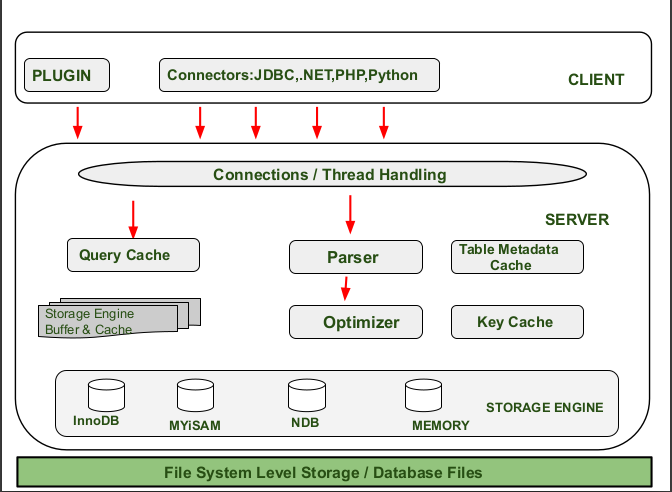 PLUGIN
Connectors:JDBC,.NET,PHP,Python
CLIENT
Connections / Thread Handling
SERVER
Query Cache
Parser
Table Metadata
Cache
Storage Engine
Buffer & Cache
Optimizer
Key Cache
InnoDB
MYiSAM
NDB
MEMORY
STORAGE ENGINE
File System Level Storage / Database Files